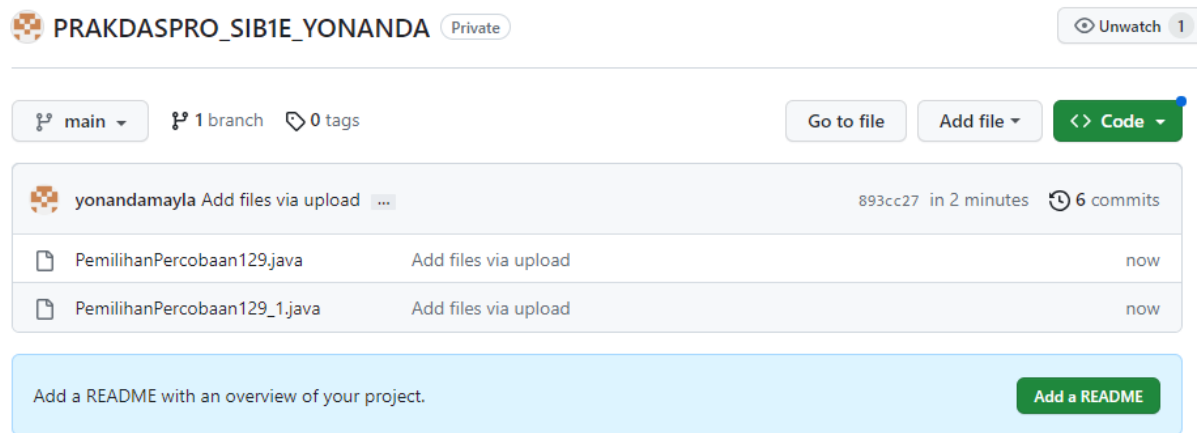 PRAKDASPRO_SIB1E_YONANDA Private Unwatch 1
main 1 branch 0 tags Go to file Add file <> Code
yonandamayla Add files via upload ... 893cc27 in 2 minutes 6 commits
PemilihanPercobaan129.java Add files via upload now
PemilihanPercobaan129_1.java Add files via upload now
Add a README with an overview of your project. Add a README